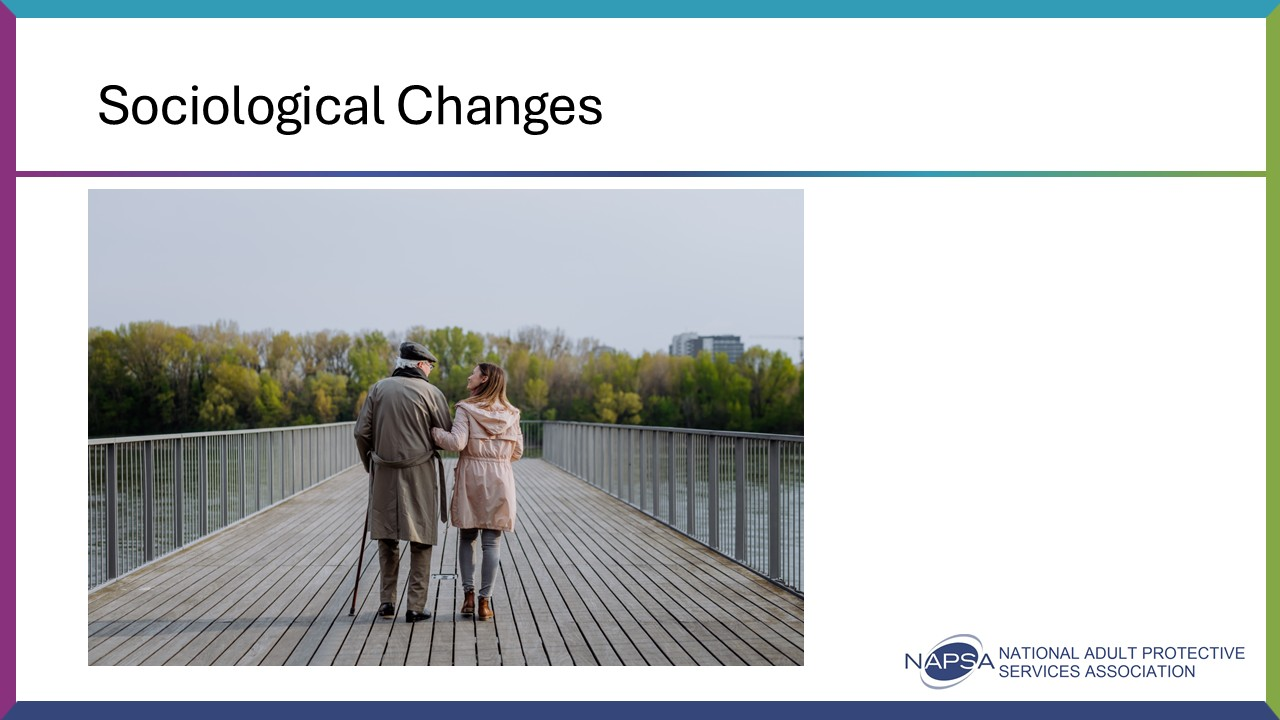 Sociological Changes
NAPSA
NATIONAL ADULT PROTECTIVE
SERVICES ASSOCIATION